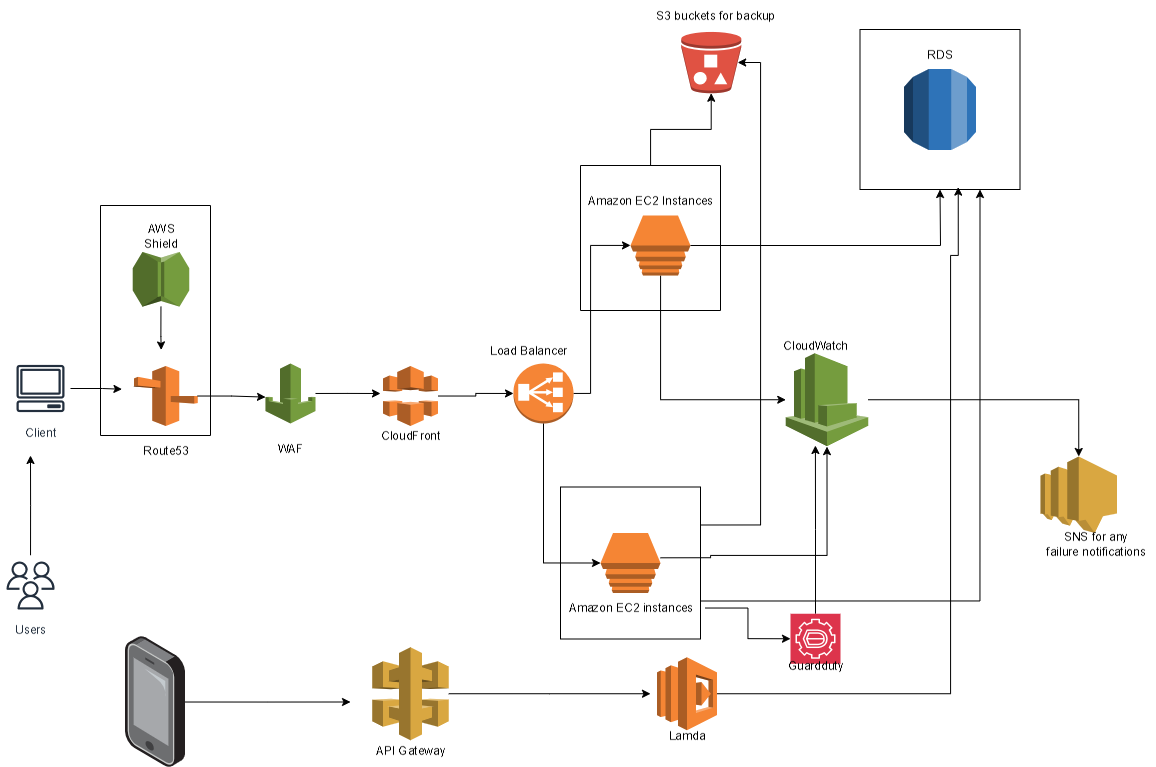 S3 buckets for backup
RDS
Amazon EC2 Instances
AWS
Shield
CloudWatch
Load Balancer
Client
Route53
WAF
CloudFront
SNS for any
failure notifications
Amazon EC2 instances
Users
Guardduty
Lamda
API Gateway